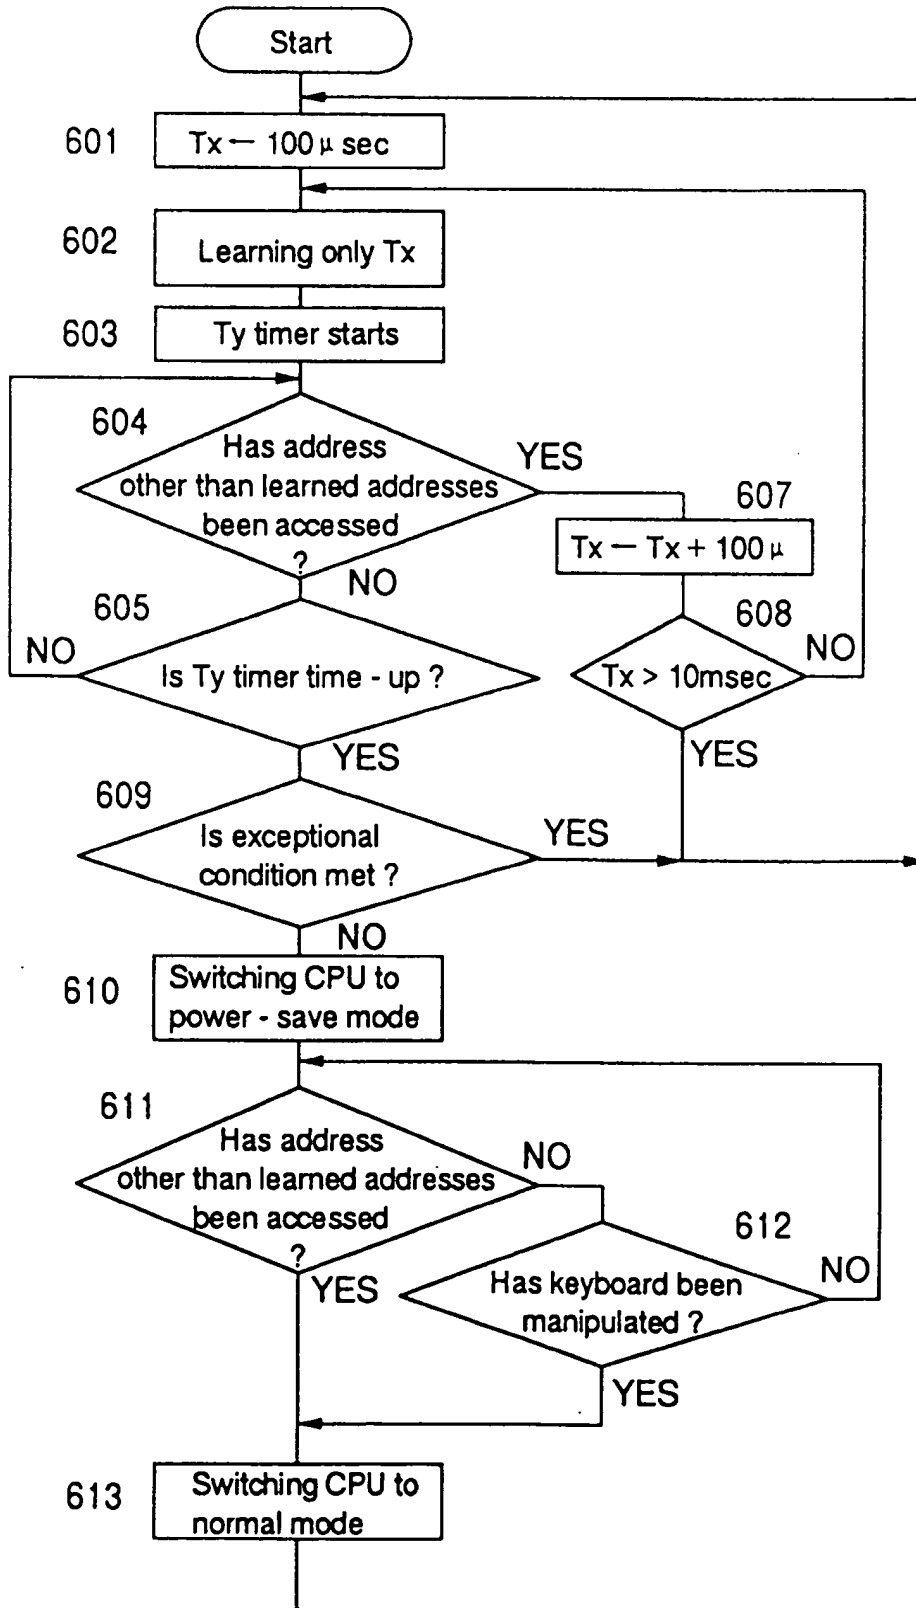 Start
601
Tx ← 100 μ sec
602
Learning only Tx
603
Ty timer starts
604
Has address
other than learned addresses
been accessed
?
YES
NO
607
Tx ← Tx + 100 μ
608
Tx > 10msec
NO
YES
605
NO
Is Ty timer time - up ?
YES
609
Is exceptional
condition met ?
YES
NO
610
Switching CPU to
power - save mode
611
Has address
other than learned addresses
been accessed
?
NO
YES
612
Has keyboard been
manipulated ?
NO
YES
613
Switching CPU to
normal mode